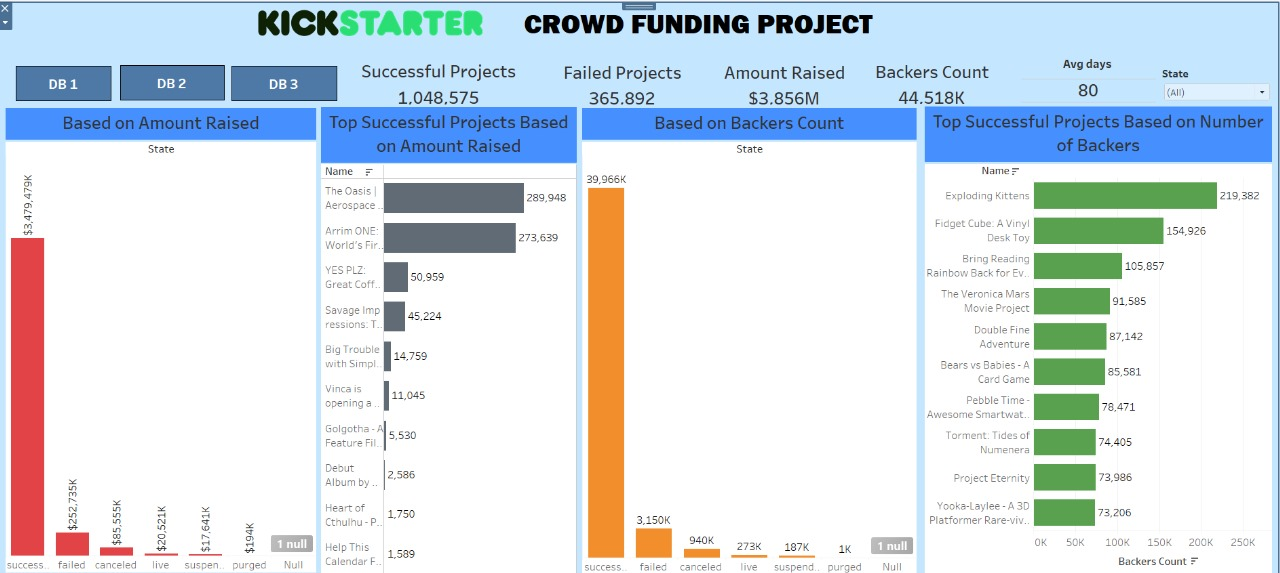 KICKSTARTER CROWD FUNDING PROJECT
DB 1
DB 2
DB 3
Successful Projects
1,048,575
Failed Projects
365,892
Amount Raised
$3.856M
Backers Count
44,518K
Avg days
80
State
(All)
Based on Amount Raised
State
$3,479,479K
$252,735K
$85,555K
$20,521K
$17,641K
$194K
1 null
success..
failed
canceled
live
suspen..
purged
Null
Top Successful Projects Based
on Amount Raised
Name
The Oasis |
Aerospace ..
289,948
Arrim ONE:
World's Fir..
273,639
YES PLZ:
Great Coff..
50,959
Savage Imp
ressions: T..
45,224
Big Trouble
with Simpl..
14,759
Vinca is
opening a ..
11,045
Golgotha - A
Feature Fil..
5,530
Debut
Album by ..
2,586
Heart of
Cthulhu - P..
1,750
Help This
Calendar F..
1,589
Based on Backers Count
State
39,966K
3,150K
940K
273K
187K
1K
1 null
success..
failed
canceled
live
suspend..
purged
Null
Top Successful Projects Based on Number
of Backers
Name
Exploding Kittens
219,382
Fidget Cube: A Vinyl
Desk Toy
154,926
Bring Reading
Rainbow Back for Ev..
105,857
The Veronica Mars
Movie Project
91,585
Double Fine
Adventure
87,142
Bears vs Babies - A
Card Game
85,581
Pebble Time -
Awesome Smartwat..
78,471
Torment: Tides of
Numenera
74,405
Project Eternity
73,986
Yooka-Laylee - A 3D
Platformer Rare-viv..
73,206
0K 50K 100K 150K 200K 250K
Backers Count